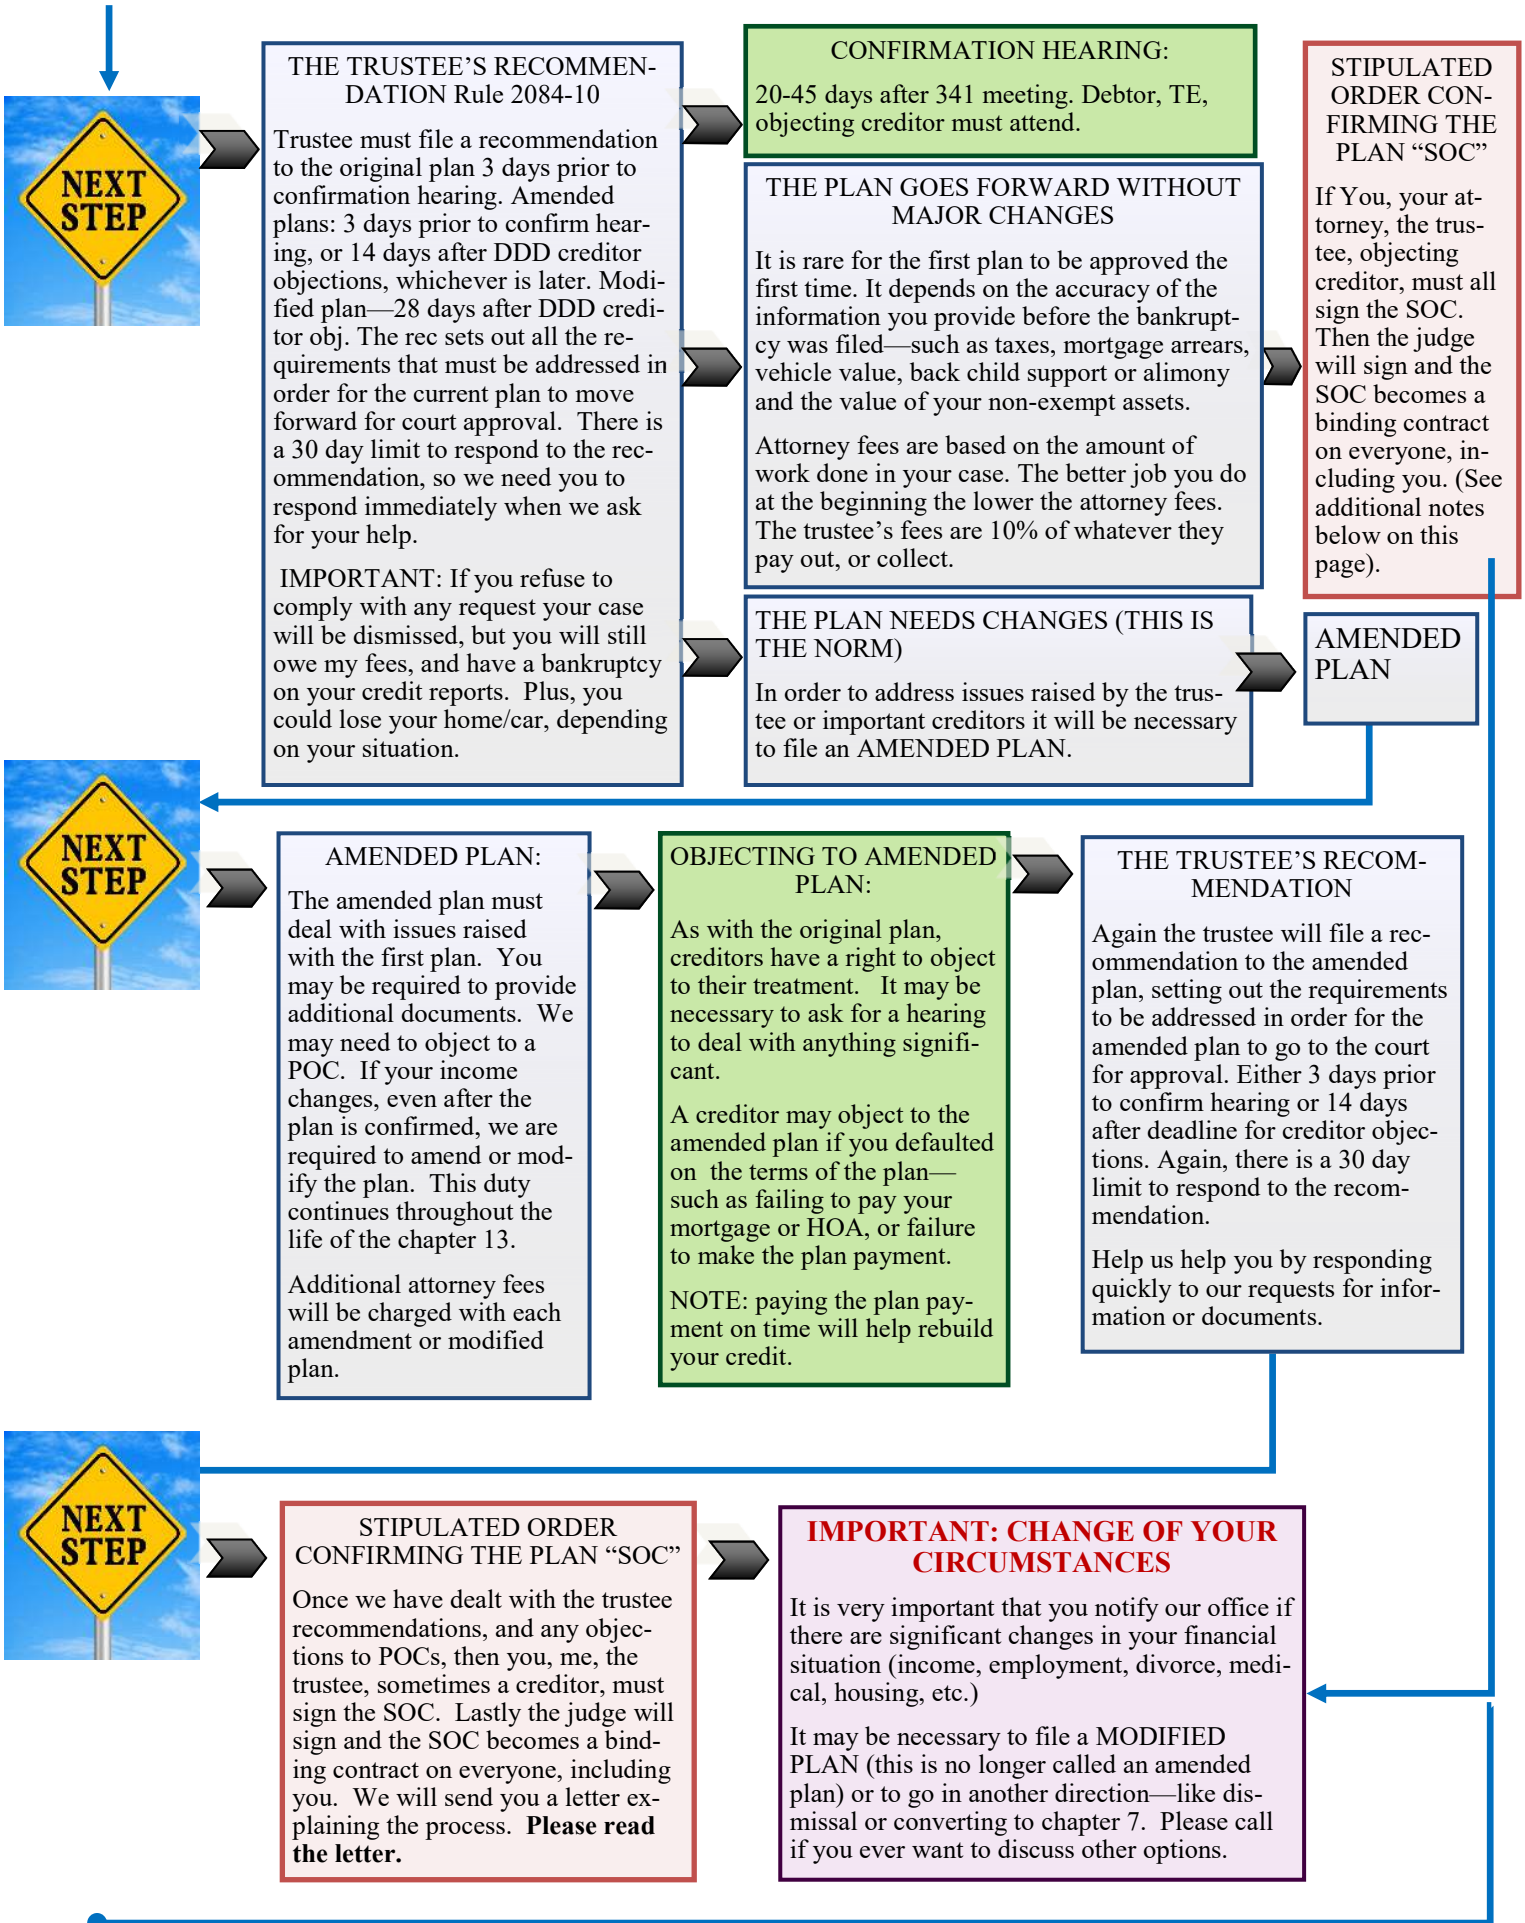 NEXT
STEP
THE TRUSTEE’S RECOMMEN-
DATION Rule 2084-10
Trustee must file a recommendation
to the original plan 3 days prior to
confirmation hearing. Amended
plans: 3 days prior to confirm hear-
ing, or 14 days after DDD creditor
objections, whichever is later. Modi-
fied plan—28 days after DDD credi-
tor obj. The rec sets out all the re-
quirements that must be addressed in
order for the current plan to move
forward for court approval.  There is
a 30 day limit to respond to the rec-
ommendation, so we need you to
respond immediately when we ask
for your help.
IMPORTANT: If you refuse to
comply with any request your case
will be dismissed, but you will still
owe my fees, and have a bankruptcy
on your credit reports.  Plus, you
could lose your home/car, depending
on your situation.
CONFIRMATION HEARING:
20-45 days after 341 meeting. Debtor, TE,
objecting creditor must attend.
THE PLAN GOES FORWARD WITHOUT
MAJOR CHANGES
It is rare for the first plan to be approved the
first time. It depends on the accuracy of the
information you provide before the bankrupt-
cy was filed—such as taxes, mortgage arrears,
vehicle value, back child support or alimony
and the value of your non-exempt assets.
Attorney fees are based on the amount of
work done in your case. The better job you do
at the beginning the lower the attorney fees.
The trustee’s fees are 10% of whatever they
pay out, or collect.
THE PLAN NEEDS CHANGES (THIS IS
THE NORM)
In order to address issues raised by the trus-
tee or important creditors it will be necessary
to file an AMENDED PLAN.
STIPULATED
ORDER CON-
FIRMING THE
PLAN “SOC”
If You, your at-
torney, the trus-
tee, objecting
creditor, must all
sign the SOC.
Then the judge
will sign and the
SOC becomes a
binding contract
on everyone, in-
cluding you. (See
additional notes
below on this
page).
AMENDED
PLAN
NEXT
STEP
AMENDED PLAN:
The amended plan must
deal with issues raised
with the first plan.  You
may be required to provide
additional documents.  We
may need to object to a
POC.  If your income
changes, even after the
plan is confirmed, we are
required to amend or mod-
ify the plan.  This duty
continues throughout the
life of the chapter 13.
Additional attorney fees
will be charged with each
amendment or modified
plan.
OBJECTING TO AMENDED
PLAN:
As with the original plan,
creditors have a right to object
to their treatment.   It may be
necessary to ask for a hearing
to deal with anything signifi-
cant.
A creditor may object to the
amended plan if you defaulted
on  the terms of the plan—
such as failing to pay your
mortgage or HOA, or failure
to make the plan payment.
NOTE: paying the plan pay-
ment on time will help rebuild
your credit.
THE TRUSTEE’S RECOM-
MENDATION
Again the trustee will file a rec-
ommendation to the amended
plan, setting out the requirements
to be addressed in order for the
amended plan to go to the court
for approval. Either 3 days prior
to confirm hearing or 14 days
after deadline for creditor objec-
tions. Again, there is a 30 day
limit to respond to the recom-
mendation.
Help us help you by responding
quickly to our requests for infor-
mation or documents.
NEXT
STEP
STIPULATED ORDER
CONFIRMING THE PLAN “SOC”
Once we have dealt with the trustee
recommendations, and any objec-
tions to POCs, then you, me, the
trustee, sometimes a creditor, must
sign the SOC.  Lastly the judge will
sign and the SOC becomes a bind-
ing contract on everyone, including
you.  We will send you a letter ex-
plaining the process.  Please read
the letter.
IMPORTANT: CHANGE OF YOUR
CIRCUMSTANCES
It is very important that you notify our office if
there are significant changes in your financial
situation (income, employment, divorce, medi-
cal, housing, etc.)
It may be necessary to file a MODIFIED
PLAN (this is no longer called an amended
plan) or to go in another direction—like dis-
missal or converting to chapter 7.  Please call
if you ever want to discuss other options.